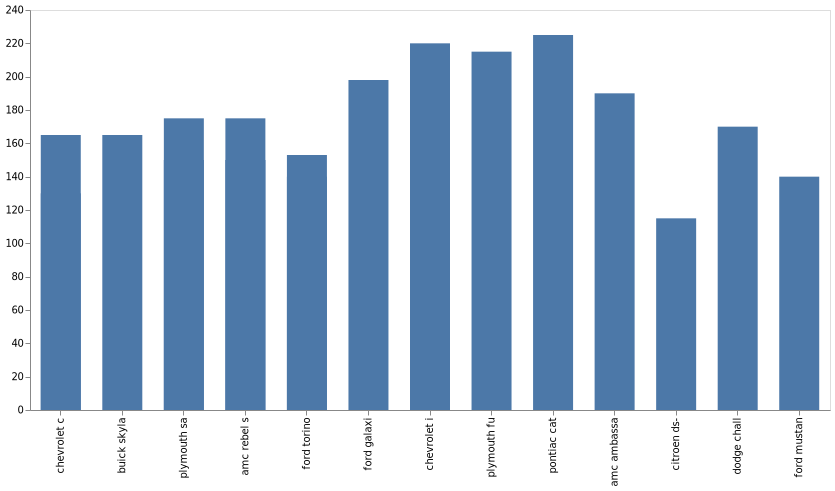 240
220
200
180
160
140
120
100
80
60
40
20
0
chevrolet c
buick skyla
plymouth sa
amc rebel s
ford torino
ford galaxi
chevrolet i
plymouth fu
pontiac cat
amc ambassa
citroen ds-
dodge chall
ford mustan